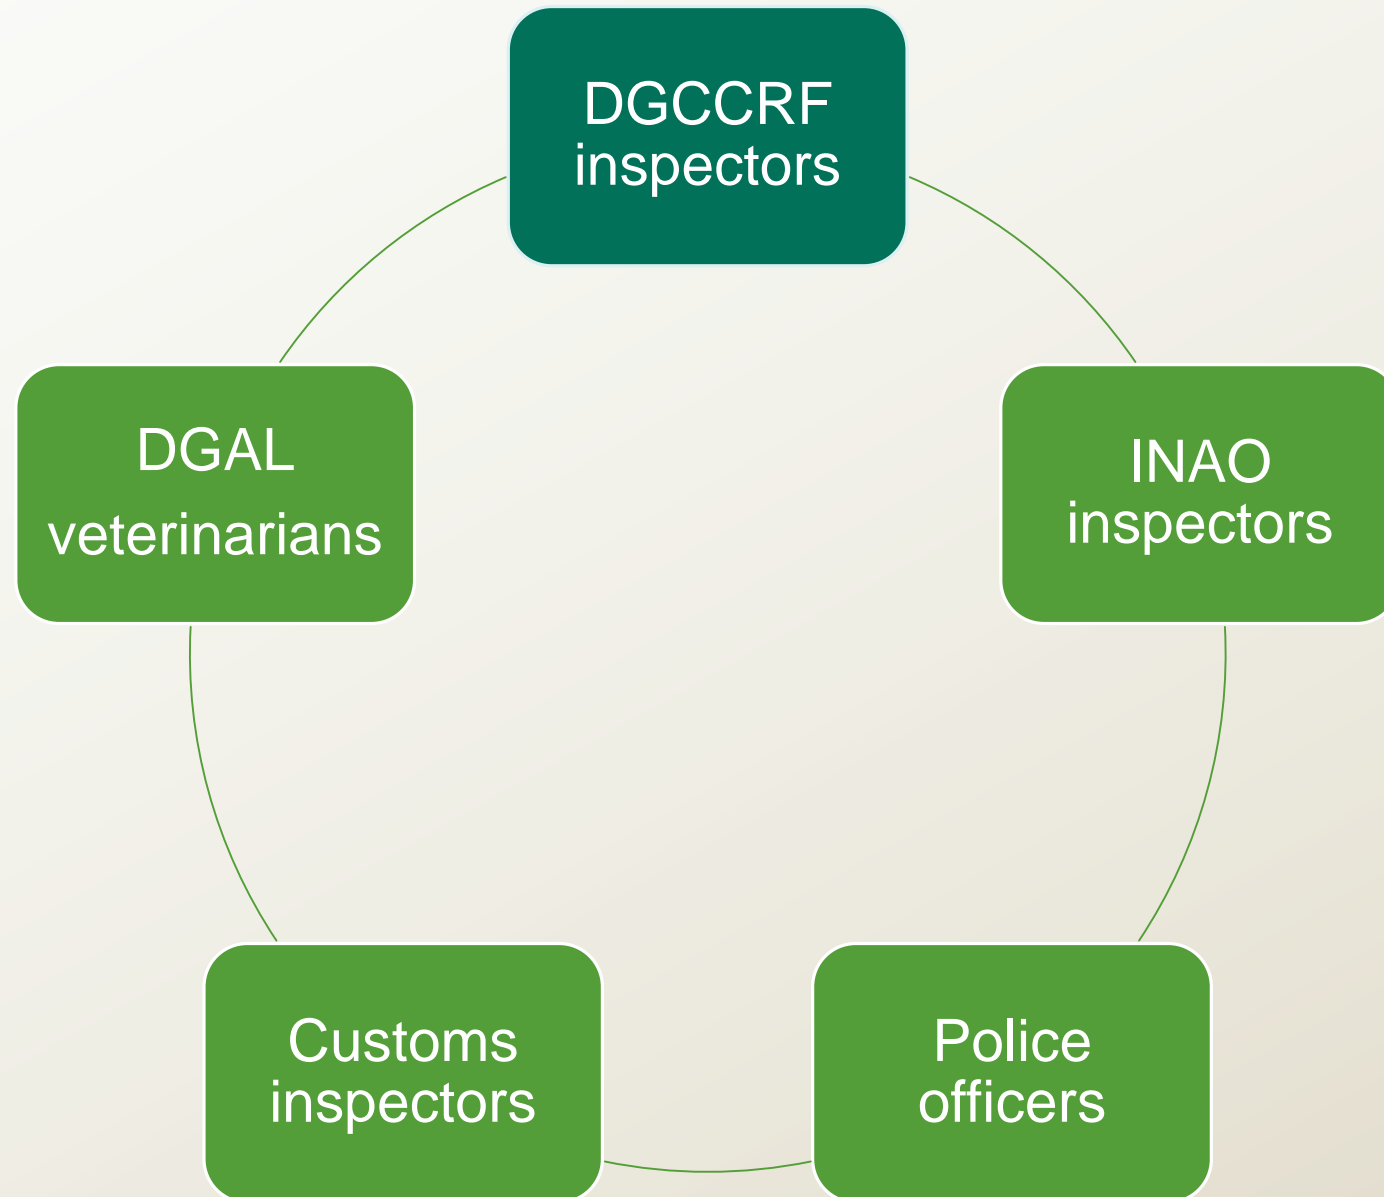 DGCCRF
inspectors
DGAL
veterinarians
INAO
inspectors
Customs
inspectors
Police
officers